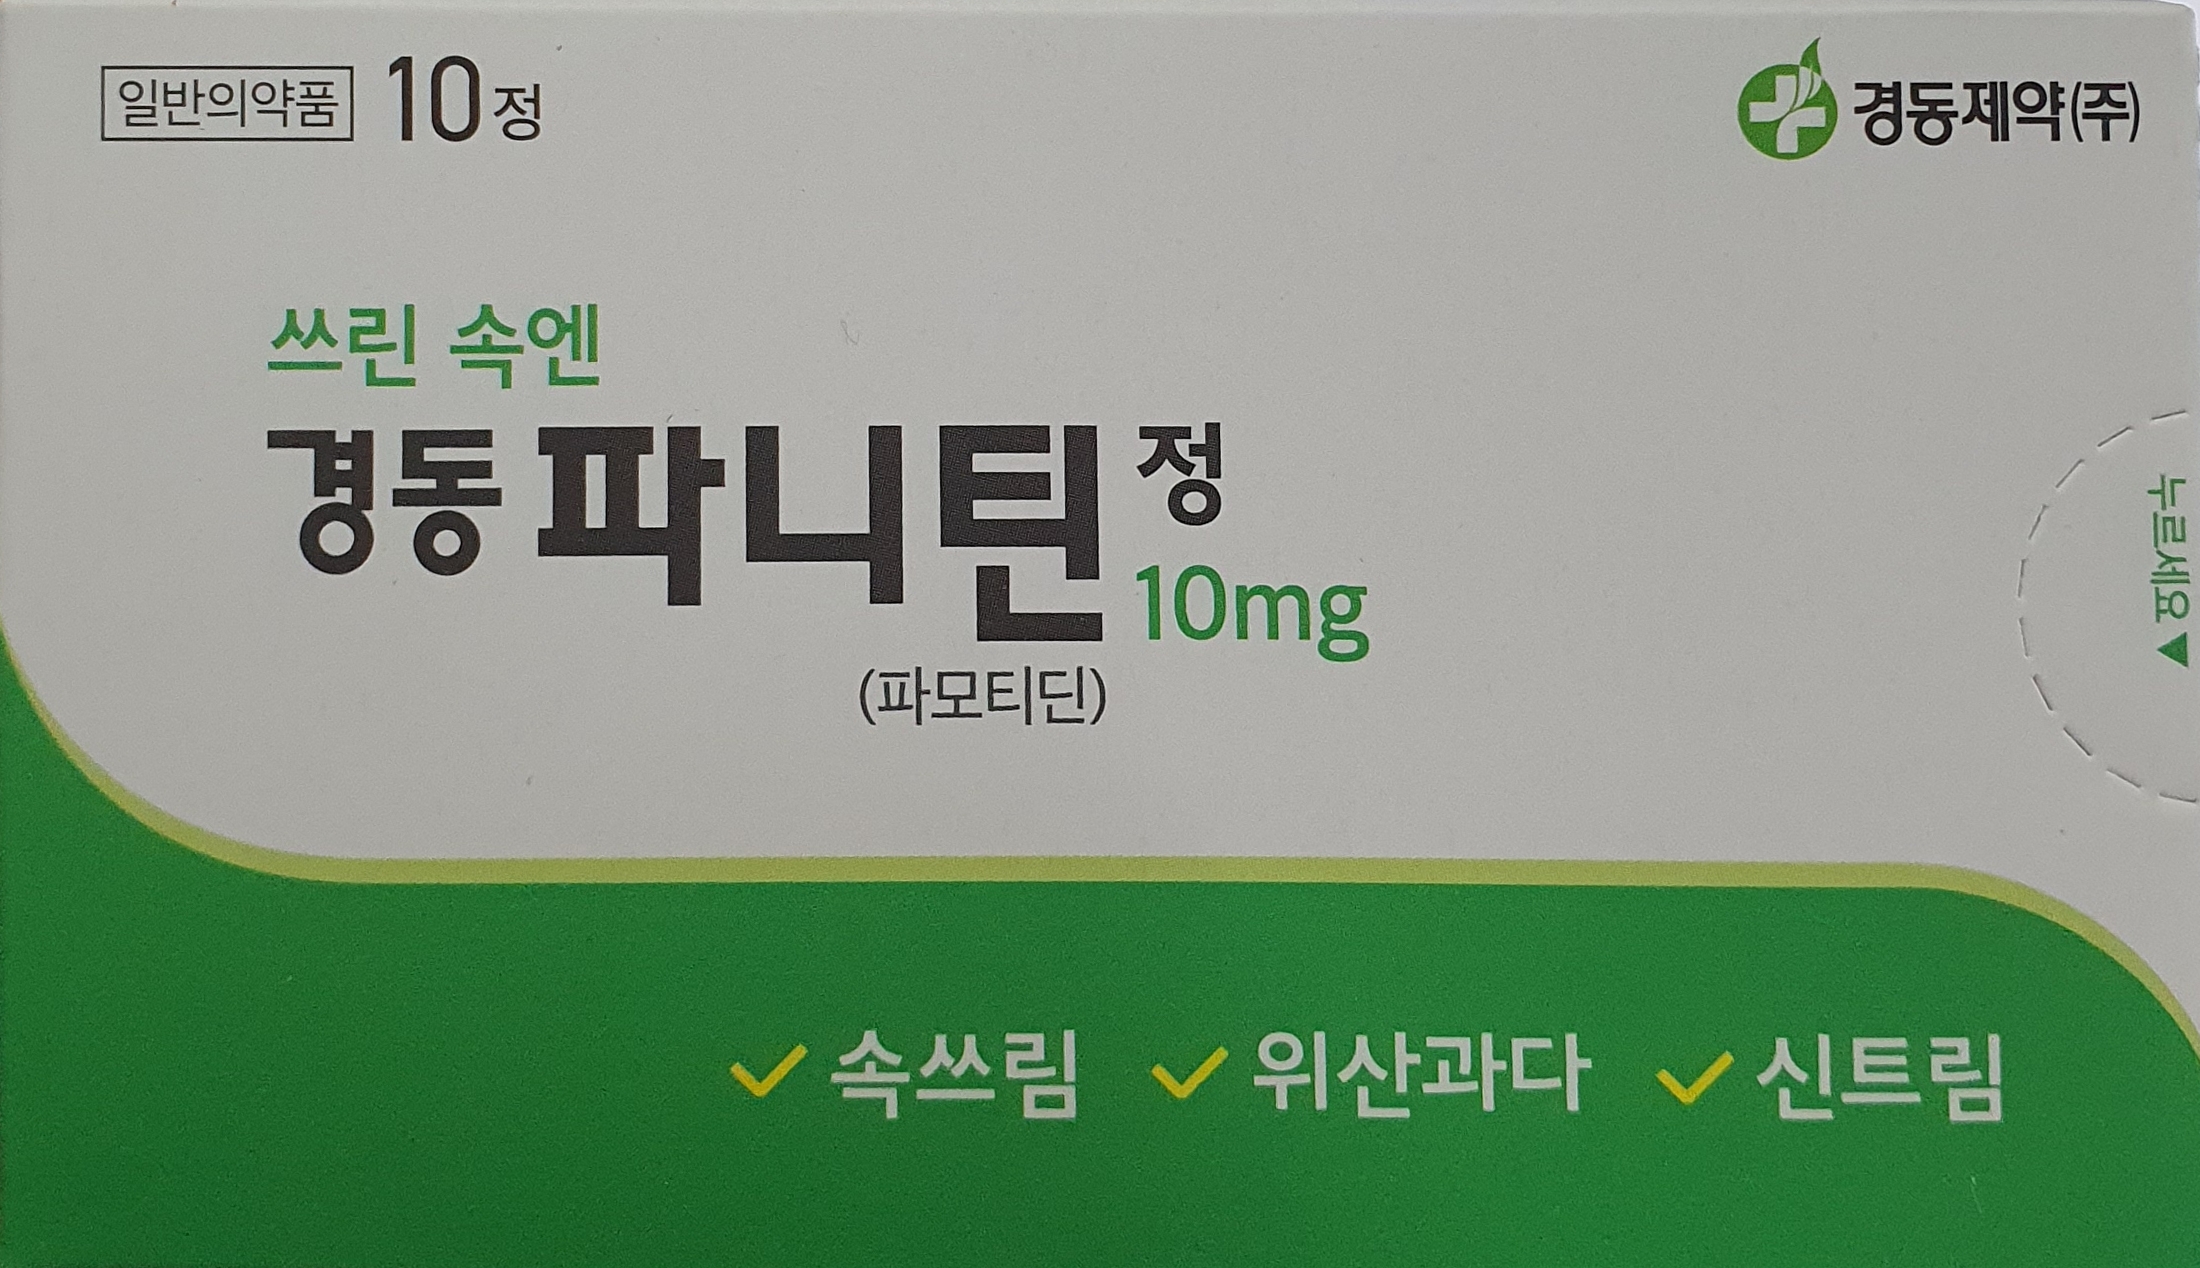 일반의약품 10정
경동제약(주)
쓰린 속엔
경동파니틴정
10mg
(파모티딘)
누르세요▼
속쓰림 위산과다 신트림